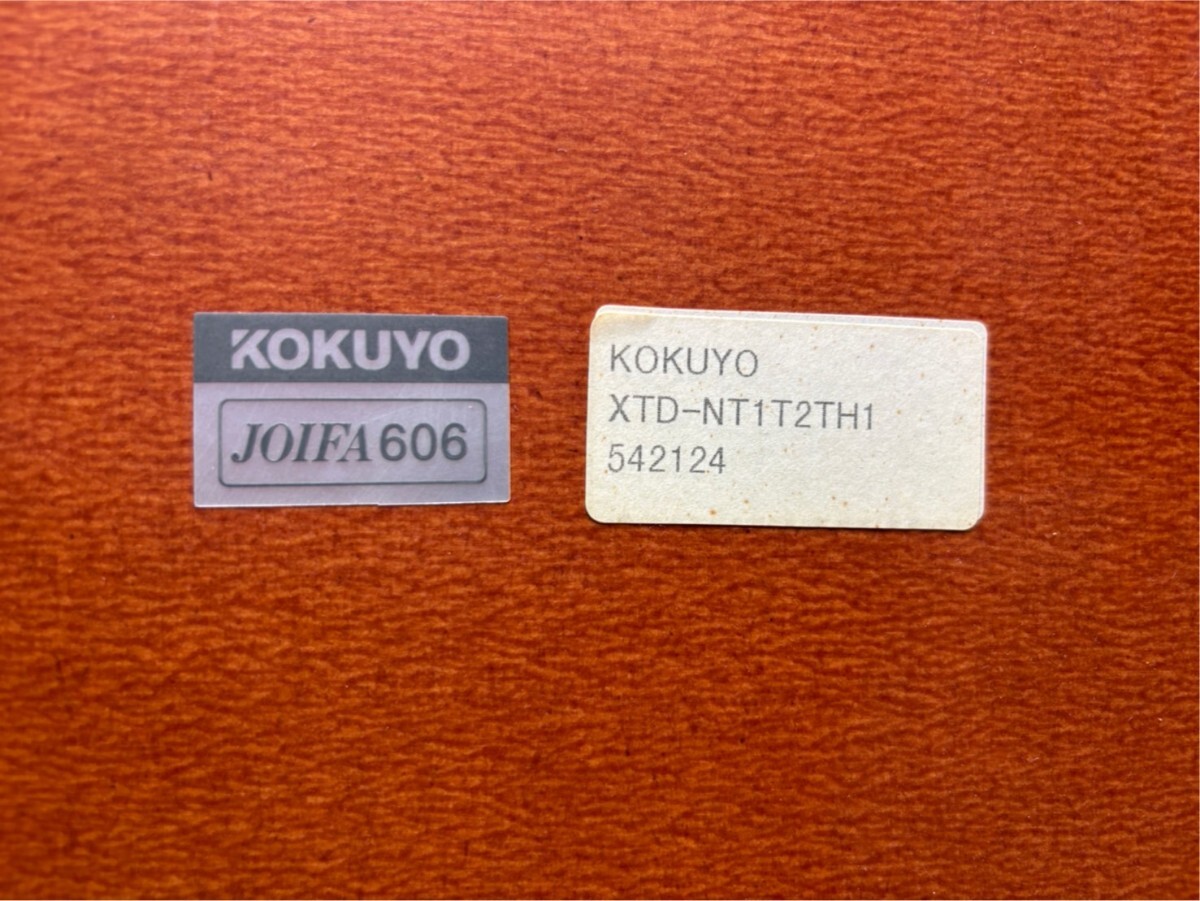 KOKUYO
JOIFA 606
KOKUYO
XTD-NT1T2TH1
542124